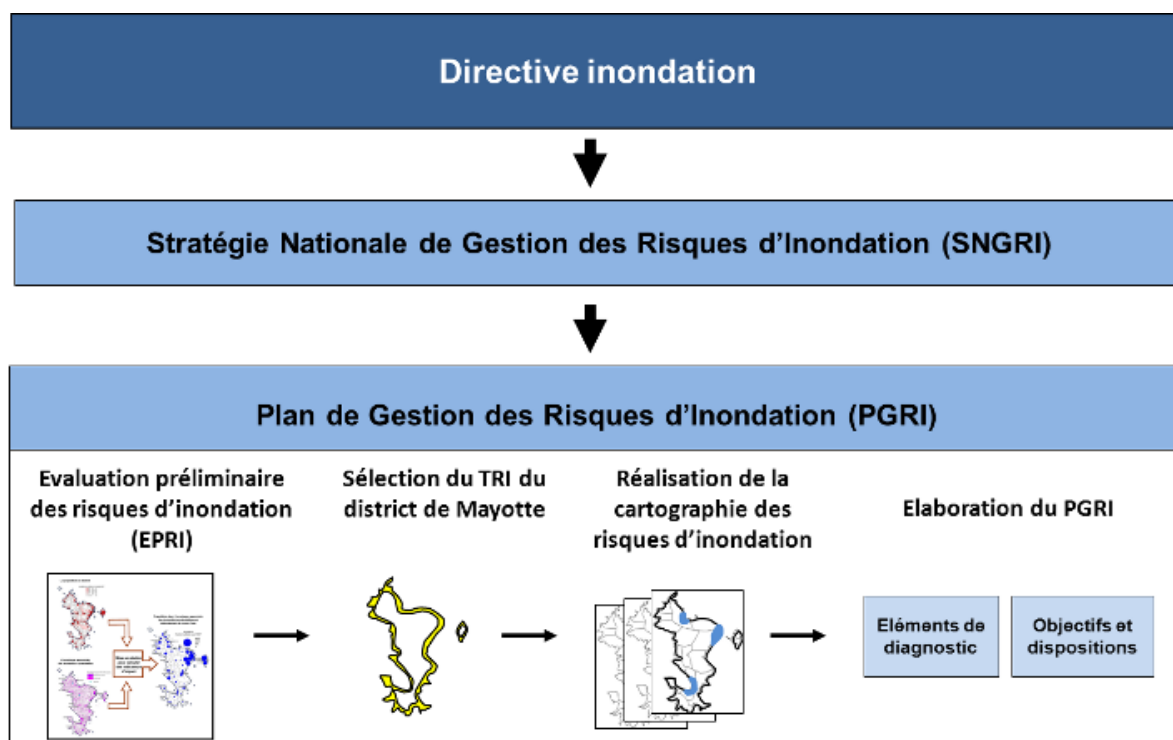 Directive inondation
Stratégie Nationale de Gestion des Risques d'Inondation (SNGRI)
Plan de Gestion des Risques d'Inondation (PGRI)
Evaluation préliminaire
des risques d'inondation
(EPRI)
Sélection du TRI du
district de Mayotte
Réalisation de la
cartographie des
risques d'inondation
Elaboration du PGRI
Eléments de
diagnostic
Objectifs et
dispositions